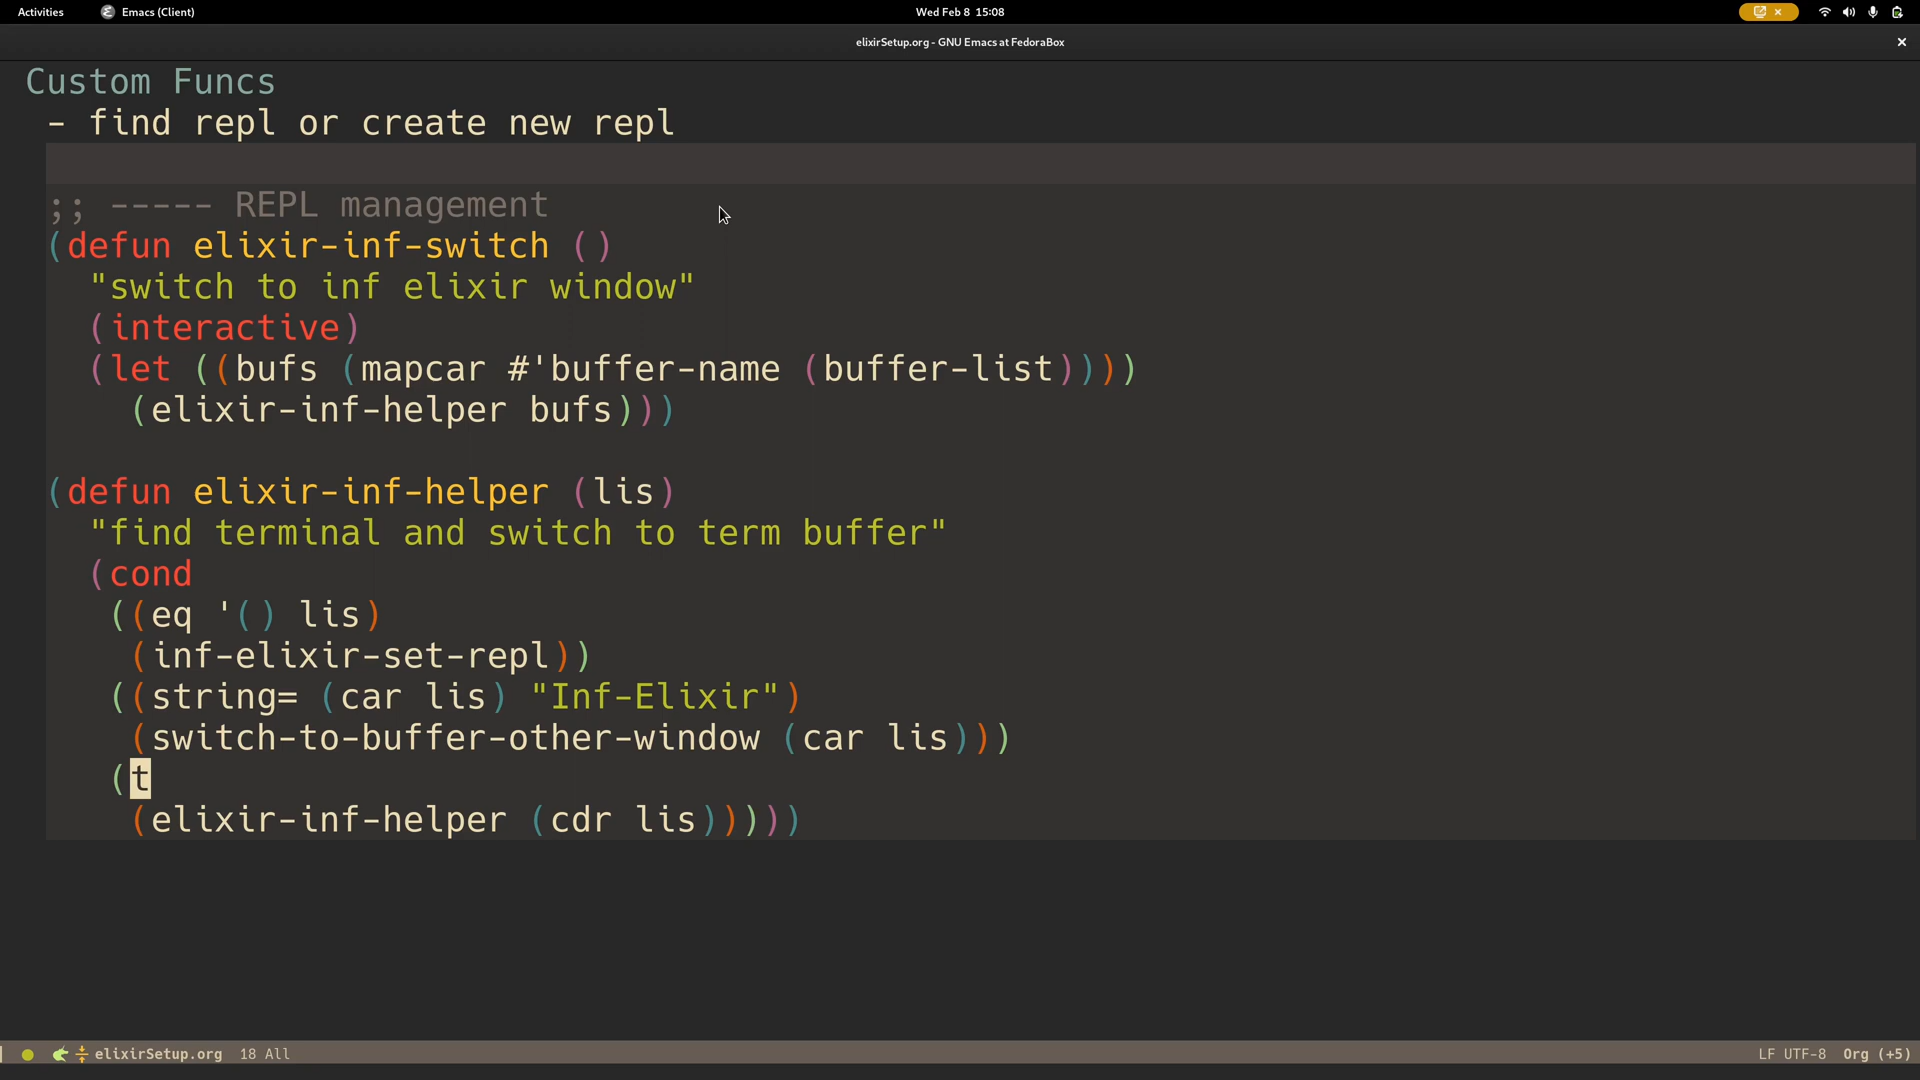 Activities Emacs (Client) Wed Feb 8 15:08
elixirSetup.org - GNU Emacs at FedoraBox
Custom Funcs
- find repl or create new repl
;; ----- REPL management
(defun elixir-inf-switch ()
"switch to inf elixir window"
(interactive)
(let ((bufs (mapcar #'buffer-name (buffer-list))))
(elixir-inf-helper bufs)))
(defun elixir-inf-helper (lis)
"find terminal and switch to term buffer"
(cond
((eq '() lis)
(inf-elixir-set-repl))
((string= (car lis) "Inf-Elixir")
(switch-to-buffer-other-window (car lis)))
(t
(elixir-inf-helper (cdr lis)))))
elixirSetup.org 18 All LF UTF-8 Org (+5)